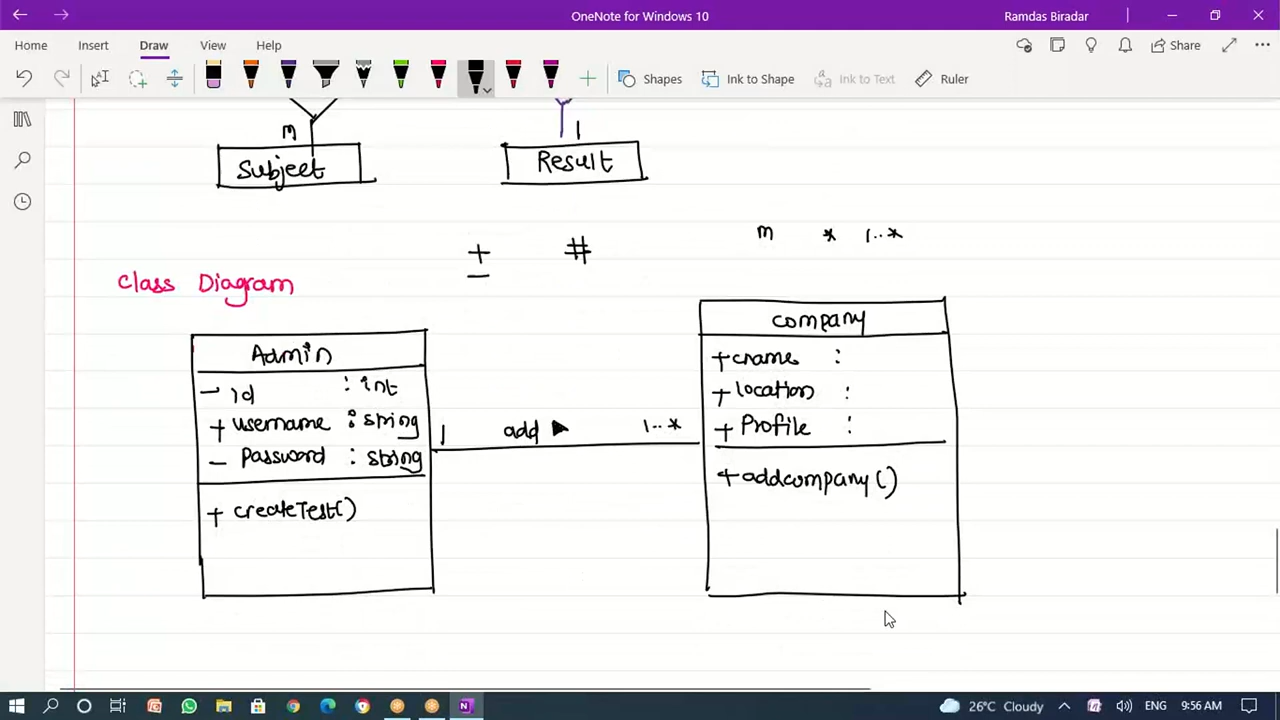 OneNote for Windows 10
Ramdas Biradar
Home Insert Draw View Help
Share
Shapes Ink to Shape Ink to Text Ruler
m
1
Subject
Result
+ #
-
m * 1..*
Class Diagram
Admin
- id : int
+ username : string
- Password : string
+ createTest()
1 add ▶ 1..*
company
+cname :
+location :
+ Profile :
+addcompany()
26°C Cloudy
ENG
9:56 AM